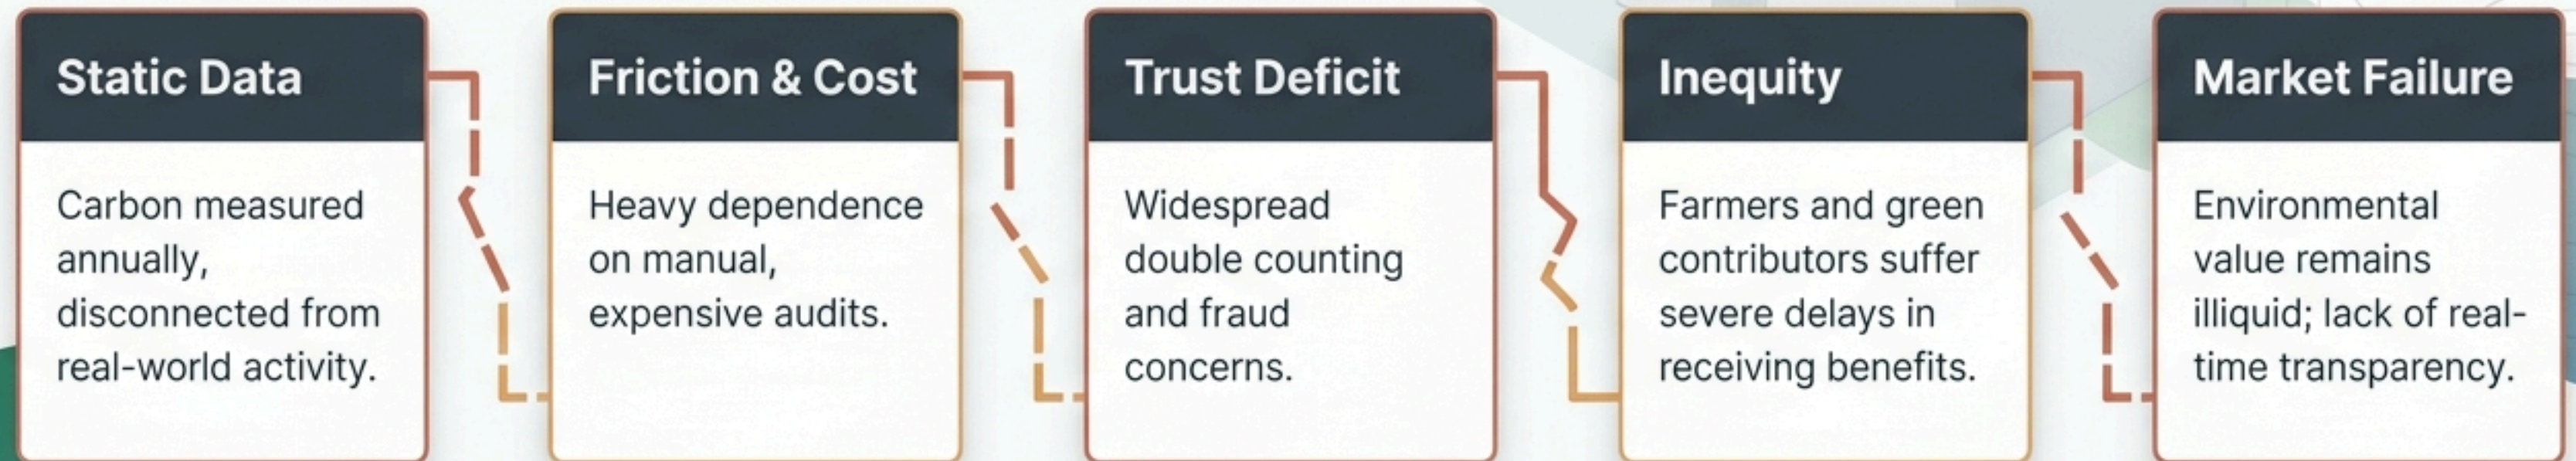 Static Data
Carbon measured
annually,
disconnected from
real-world activity.
Friction & Cost
Heavy dependence
on manual,
expensive audits.
Trust Deficit
Widespread
double counting
and fraud
concerns.
Inequity
Farmers and green
contributors suffer
severe delays in
receiving benefits.
Market Failure
Environmental
value remains
illiquid; lack of real-
time transparency.